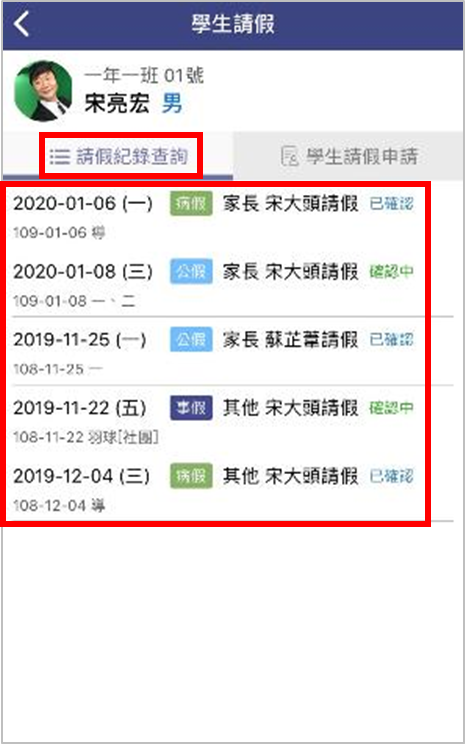 學生請假
一年一班 01號
宋亮宏 男
請假紀錄查詢 學生請假申請
2020-01-06 (一) 病假 家長 宋大頭請假 已確認
109-01-06 導
2020-01-08 (三) 公假 家長 宋大頭請假 確認中
109-01-08 一、二
2019-11-25 (一) 公假 家長 蘇芷葦請假 已確認
108-11-25 一
2019-11-22 (五) 事假 其他 宋大頭請假 確認中
108-11-22 羽球[社團]
2019-12-04 (三) 病假 其他 宋大頭請假 已確認
108-12-04 導